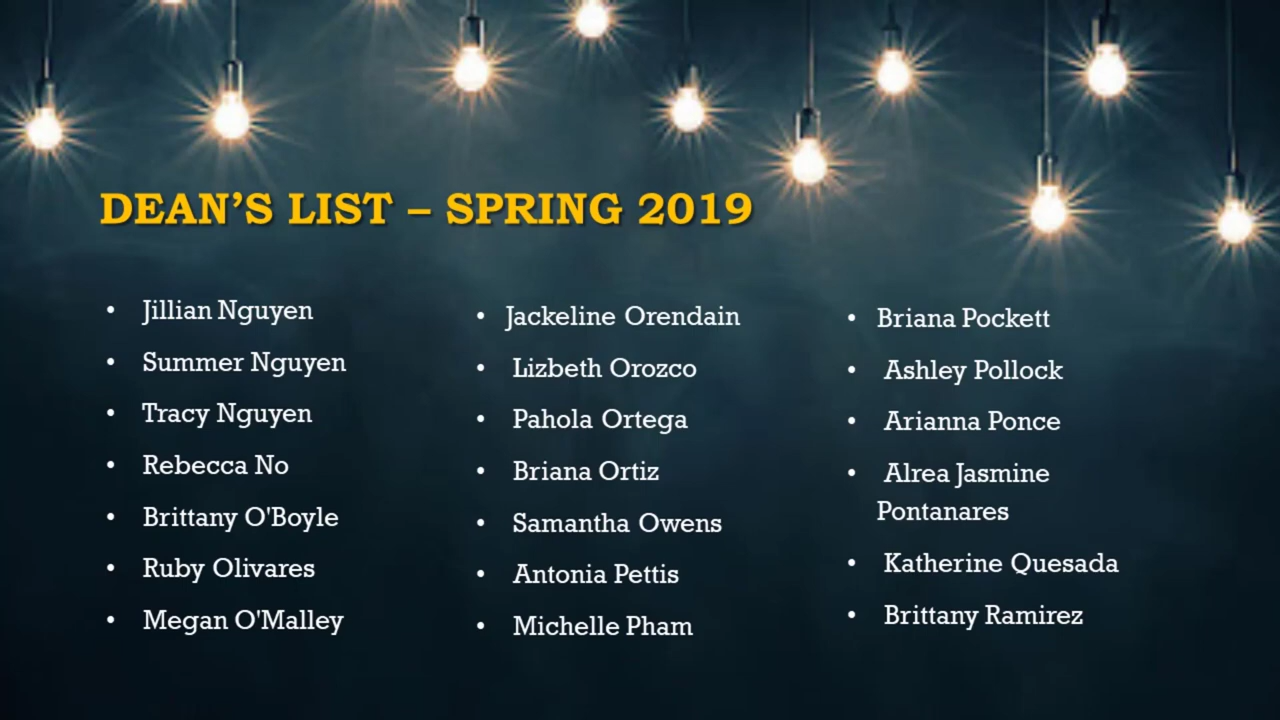 DEAN’S LIST – SPRING 2019
• Jillian Nguyen
• Summer Nguyen
• Tracy Nguyen
• Rebecca No
• Brittany O'Boyle
• Ruby Olivares
• Megan O'Malley
• Jackeline Orendain
• Lizbeth Orozco
• Pahola Ortega
• Briana Ortiz
• Samantha Owens
• Antonia Pettis
• Michelle Pham
• Briana Pockett
• Ashley Pollock
• Arianna Ponce
• Alrea Jasmine
Pontanares
• Katherine Quesada
• Brittany Ramirez